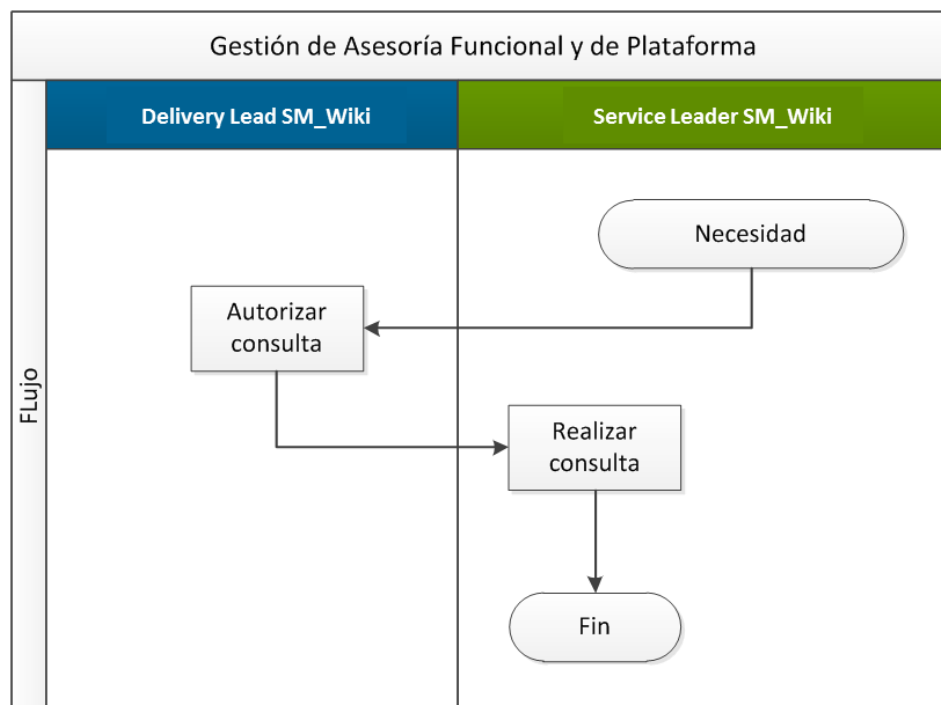 Gestión de Asesoría Funcional y de Plataforma
Delivery Lead SM_Wiki
Service Leader SM_Wiki
FLujo
Necesidad
Autorizar
consulta
Realizar
consulta
Fin